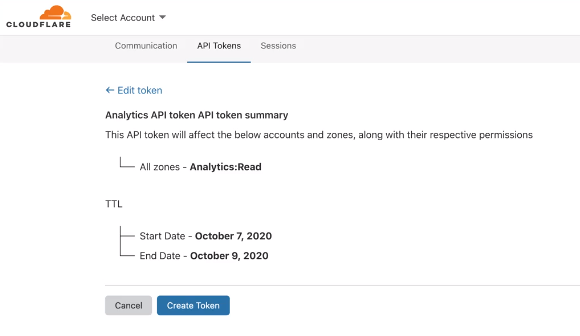 CLOUDFLARE
Select Account
Communication
API Tokens
Sessions
← Edit token
Analytics API token API token summary
This API token will affect the below accounts and zones, along with their respective permissions
All zones - Analytics:Read
TTL
Start Date - October 7, 2020
End Date - October 9, 2020
Cancel
Create Token